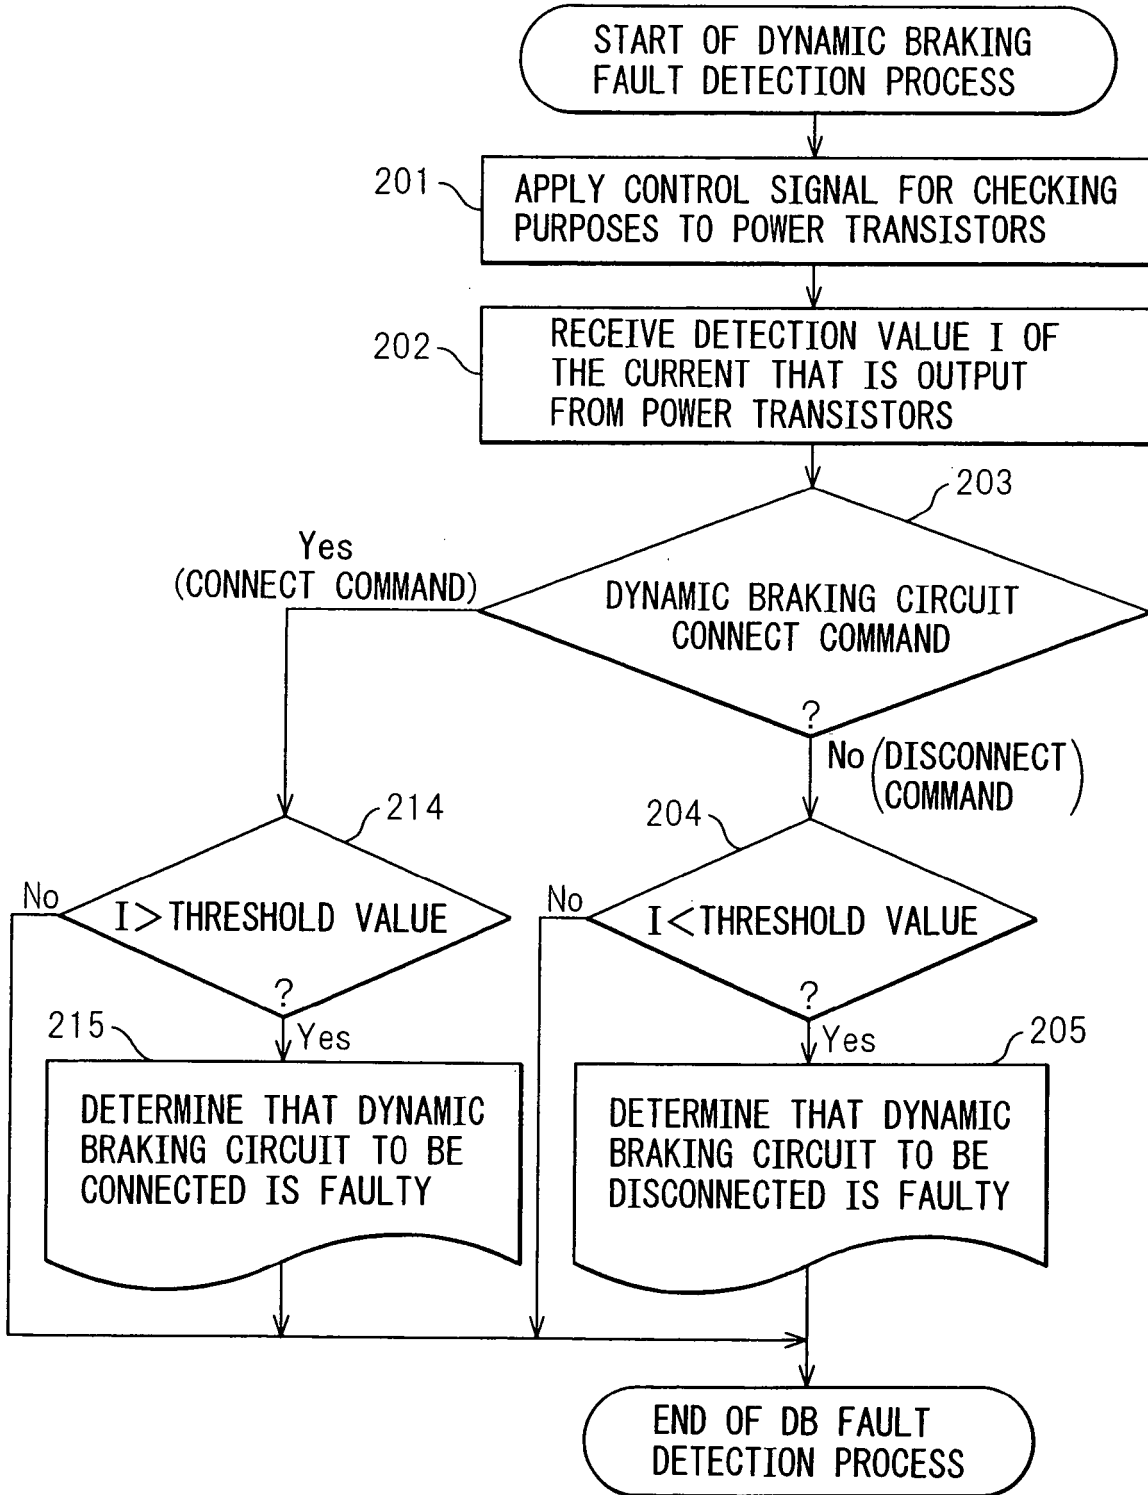 START OF DYNAMIC BRAKING
FAULT DETECTION PROCESS
201
APPLY CONTROL SIGNAL FOR CHECKING
PURPOSES TO POWER TRANSISTORS
202
RECEIVE DETECTION VALUE I OF
THE CURRENT THAT IS OUTPUT
FROM POWER TRANSISTORS
203
Yes
(CONNECT COMMAND)
DYNAMIC BRAKING CIRCUIT
CONNECT COMMAND
?
No (DISCONNECT
COMMAND)
214
No
I>THRESHOLD VALUE
?
Yes
204
No
I<THRESHOLD VALUE
?
Yes
215
DETERMINE THAT DYNAMIC
BRAKING CIRCUIT TO BE
CONNECTED IS FAULTY
205
DETERMINE THAT DYNAMIC
BRAKING CIRCUIT TO BE
DISCONNECTED IS FAULTY
END OF DB FAULT
DETECTION PROCESS